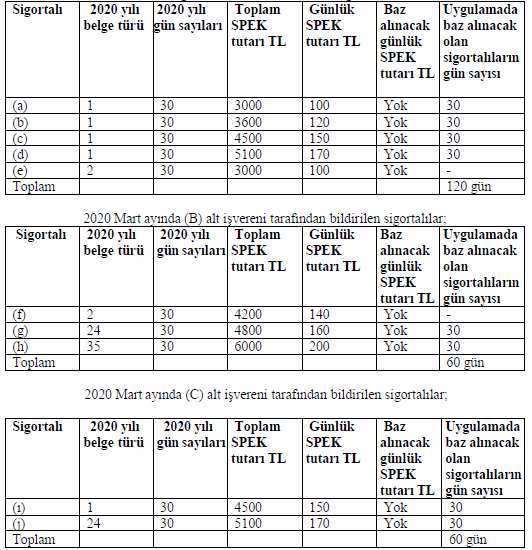 Sigortalı 2020 yılı belge türü 2020 yılı gün sayıları Toplam SPEK tutarı TL Günlük SPEK tutarı TL Baz alınacak günlük SPEK tutarı TL Uygulamada baz alınacak olan sigortalıların gün sayısı
(a) 1 30 3000 100 Yok 30
(b) 1 30 3600 120 Yok 30
(c) 1 30 4500 150 Yok 30
(d) 1 30 5100 170 Yok 30
(e) 2 30 3000 100 Yok -
Toplam 120 gün
2020 Mart ayında (B) alt işvereni tarafından bildirilen sigortalılar;
Sigortalı 2020 yılı belge türü 2020 yılı gün sayıları Toplam SPEK tutarı TL Günlük SPEK tutarı TL Baz alınacak günlük SPEK tutarı TL Uygulamada baz alınacak olan sigortalıların gün sayısı
(f) 2 30 4200 140 Yok -
(g) 24 30 4800 160 Yok 30
(h) 35 30 6000 200 Yok 30
Toplam 60 gün
2020 Mart ayında (C) alt işvereni tarafından bildirilen sigortalılar;
Sigortalı 2020 yılı belge türü 2020 yılı gün sayıları Toplam SPEK tutarı TL Günlük SPEK tutarı TL Baz alınacak günlük SPEK tutarı TL Uygulamada baz alınacak olan sigortalıların gün sayısı
(ı) 1 30 4500 150 Yok 30
(j) 24 30 5100 170 Yok 30
Toplam 60 gün